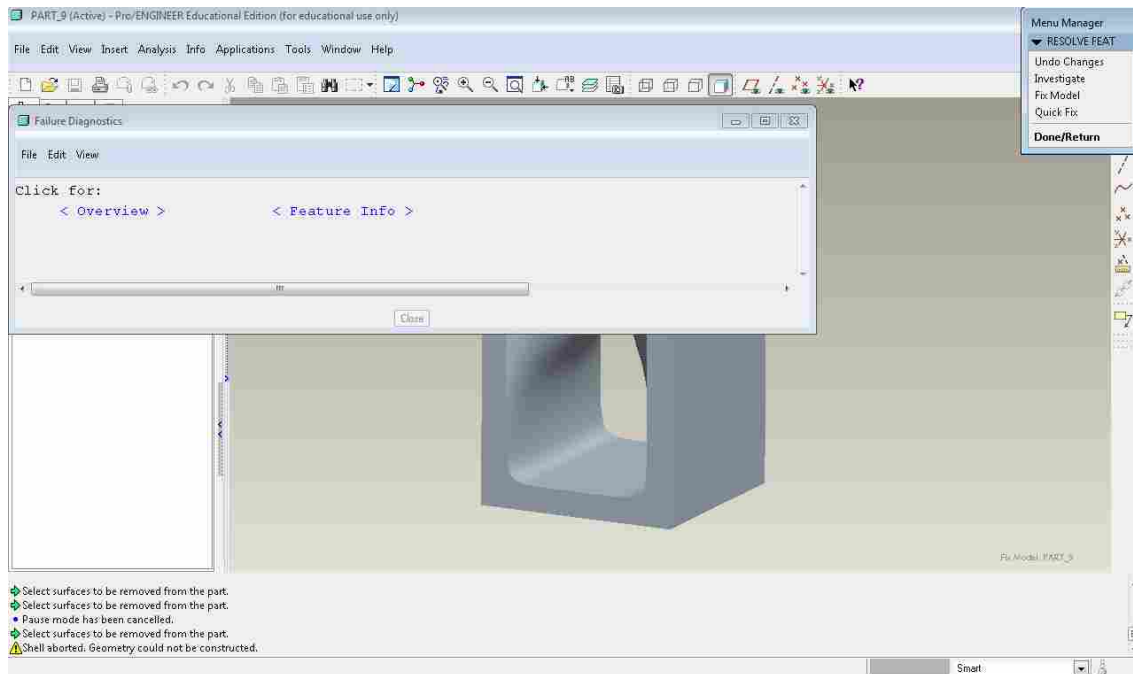 PART_9 (Active) - Pro/ENGINEER Educational Edition (for educational use only)
File Edit View Insert Analysis Info Applications Tools Window Help
Menu Manager
RESOLVE FEAT
Undo Changes
Investigate
Fix Model
Quick Fix
Done/Return
Failure Diagnostics
File Edit View
Click for:
< Overview > < Feature Info >
Close
Fix Model: PART_9
Select surfaces to be removed from the part.
Select surfaces to be removed from the part.
Pause mode has been cancelled.
Select surfaces to be removed from the part.
Shell aborted. Geometry could not be constructed.
Smart